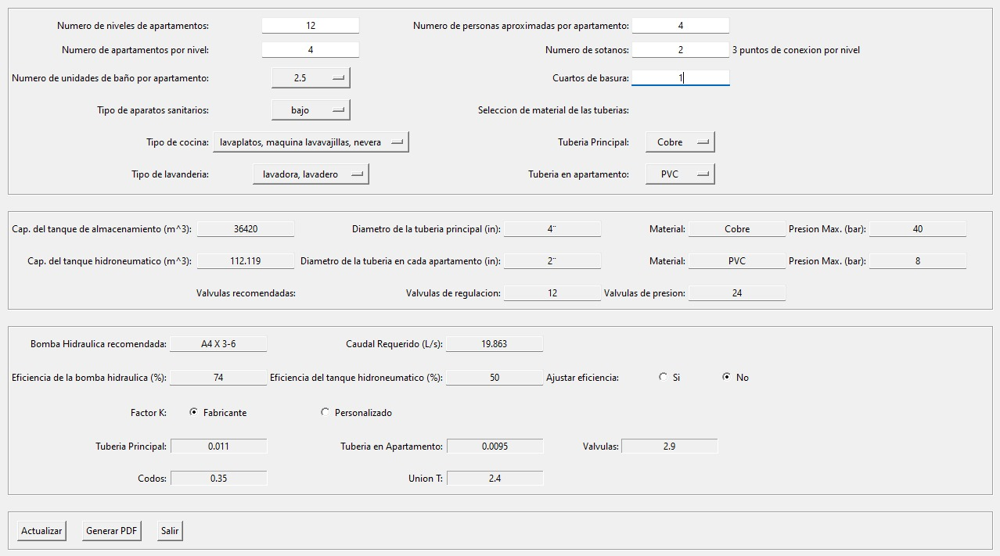 Numero de niveles de apartamentos: 12 Numero de personas aproximadas por apartamento: 4
Numero de apartamentos por nivel: 4 Numero de sotanos: 2 3 puntos de conexion por nivel
Numero de unidades de baño por apartamento: 2.5 Cuartos de basura: 1
Tipo de aparatos sanitarios: bajo Seleccion de material de las tuberias:
Tipo de cocina: lavaplatos, maquina lavavajillas, nevera Tuberia Principal: Cobre
Tipo de lavanderia: lavadora, lavadero Tuberia en apartamento: PVC
Cap. del tanque de almacenamiento (m^3): 36420 Diametro de la tuberia principal (in): 4¨ Material: Cobre Presion Max. (bar): 40
Cap. del tanque hidroneumatico (m^3): 112.119 Diametro de la tuberia en cada apartamento (in): 2¨ Material: PVC Presion Max. (bar): 8
Valvulas recomendadas: Valvulas de regulacion: 12 Valvulas de presion: 24
Bomba Hidraulica recomendada: A4 X 3-6 Caudal Requerido (L/s): 19.863
Eficiencia de la bomba hidraulica (%): 74 Eficiencia del tanque hidroneumatico (%): 50 Ajustar eficiencia: Si No
Factor K: Fabricante Personalizado
Tuberia Principal: 0.011 Tuberia en Apartamento: 0.0095 Valvulas: 2.9
Codos: 0.35 Union T: 2.4
Actualizar Generar PDF Salir